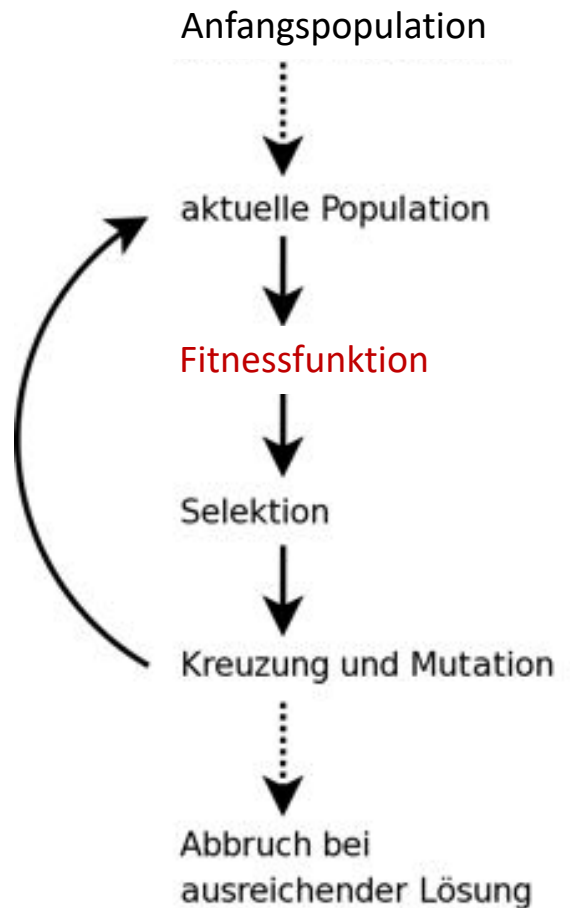 Anfangspopulation
aktuelle Population
Fitnessfunktion
Selektion
Kreuzung und Mutation
Abbruch bei
ausreichender Lösung